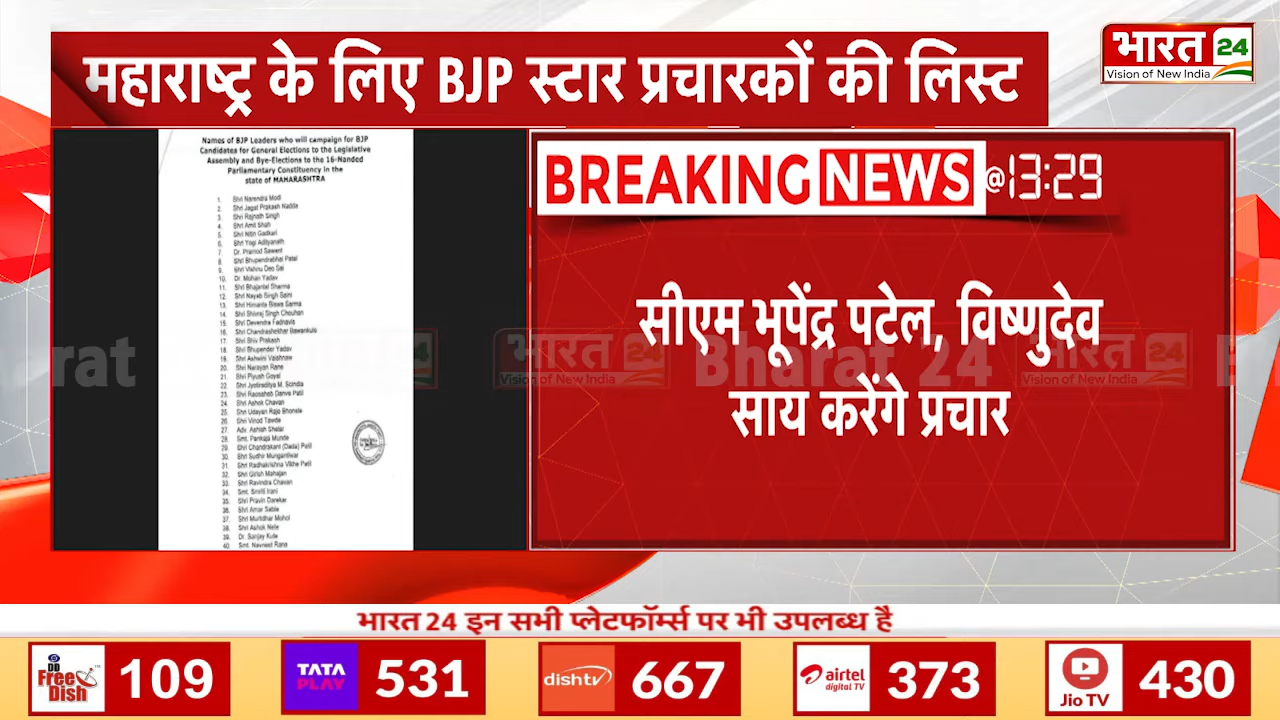 महाराष्ट्र के लिए BJP स्टार प्रचारकों की लिस्ट
भारत 24
Vision of New India
Names of BJP Leaders who will campaign for BJP
Candidates for General Elections to the Legislative
Assembly and Bye-Elections to the 16-Nanded
Parliamentary Constituency in the
state of MAHARASHTRA
1. Shri Narendra Modi
2. Shri Jagat Prakash Nadda
3. Shri Rajnath Singh
4. Shri Amit Shah
5. Shri Nitin Gadkari
6. Shri Yogi Adityanath
7. Dr. Pramod Sawant
8. Shri Bhupendrabhai Patel
9. Shri Vishnu Deo Sai
10. Dr. Mohan Yadav
11. Shri Bhajanlal Sharma
12. Shri Nayab Singh Saini
13. Shri Himanta Biswa Sarma
14. Shri Shivraj Singh Chouhan
15. Shri Devendra Fadnavis
16. Shri Chandrashekhar Bawankule
17. Shri Shiv Prakash
18. Shri Bhupender Yadav
19. Shri Ashwini Vaishnaw
20. Shri Narayan Rane
21. Shri Piyush Goyal
22. Shri Jyotiraditya M. Scindia
23. Shri Raosaheb Danve Patil
24. Shri Ashok Chavan
25. Shri Udayan Raje Bhonsle
26. Shri Vinod Tawde
27. Adv. Ashish Shelar
28. Smt. Pankaja Munde
29. Shri Chandrakant (Dada) Patil
30. Shri Sudhir Mungantiwar
31. Shri Radhakrishna Vikhe Patil
32. Shri Girish Mahajan
33. Shri Ravindra Chavan
34. Smt. Smriti Irani
35. Shri Pravin Darekar
36. Shri Amar Sable
37. Shri Murlidhar Mohol
38. Shri Ashok Nete
39. Dr. Sanjay Kute
40. Smt. Navneet Rana
BREAKING NEWS @13:29
सीएम भूपेंद्र पटेल, विष्णुदेव
साय करेंगे प्रचार
भारत 24 इन सभी प्लेटफॉर्म्स पर भी उपलब्ध है
DD Free Dish 109
TATA PLAY 531
dishtv 667
airtel digital TV 373
Jio TV 430